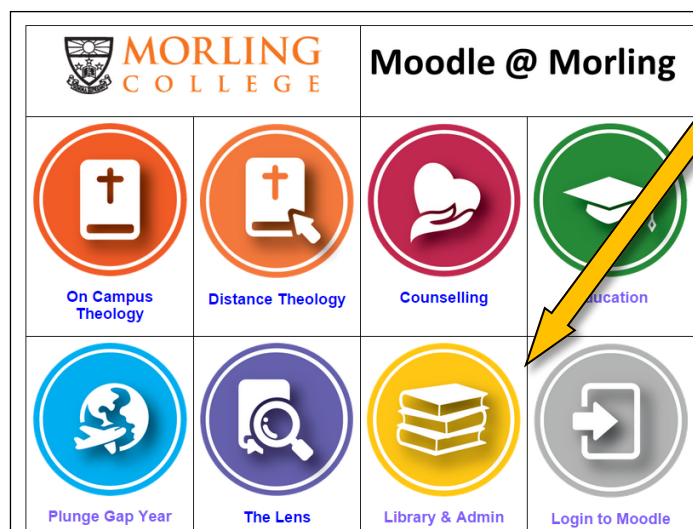 MORLING
COLLEGE
Moodle @ Morling
On Campus
Theology
Distance Theology
Counselling
ducation
Plunge Gap Year
The Lens
Library & Admin
Login to Moodle